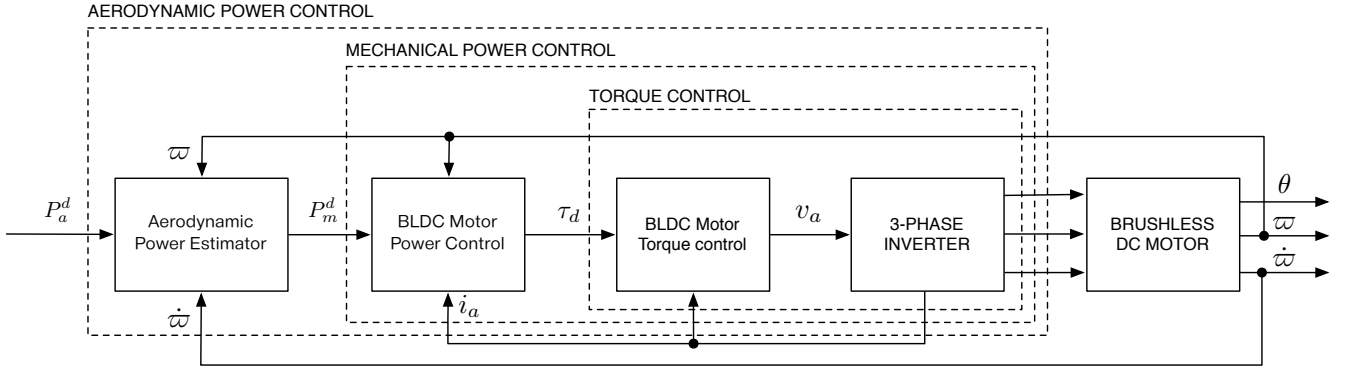 AERODYNAMIC POWER CONTROL
MECHANICAL POWER CONTROL
TORQUE CONTROL
ϖ
P_a^d
Aerodynamic
Power Estimator
P_m^d
BLDC Motor
Power Control
τ_d
BLDC Motor
Torque control
v_a
3-PHASE
INVERTER
BRUSHLESS
DC MOTOR
θ
ϖ
ϖ̇
ϖ̇
i_a